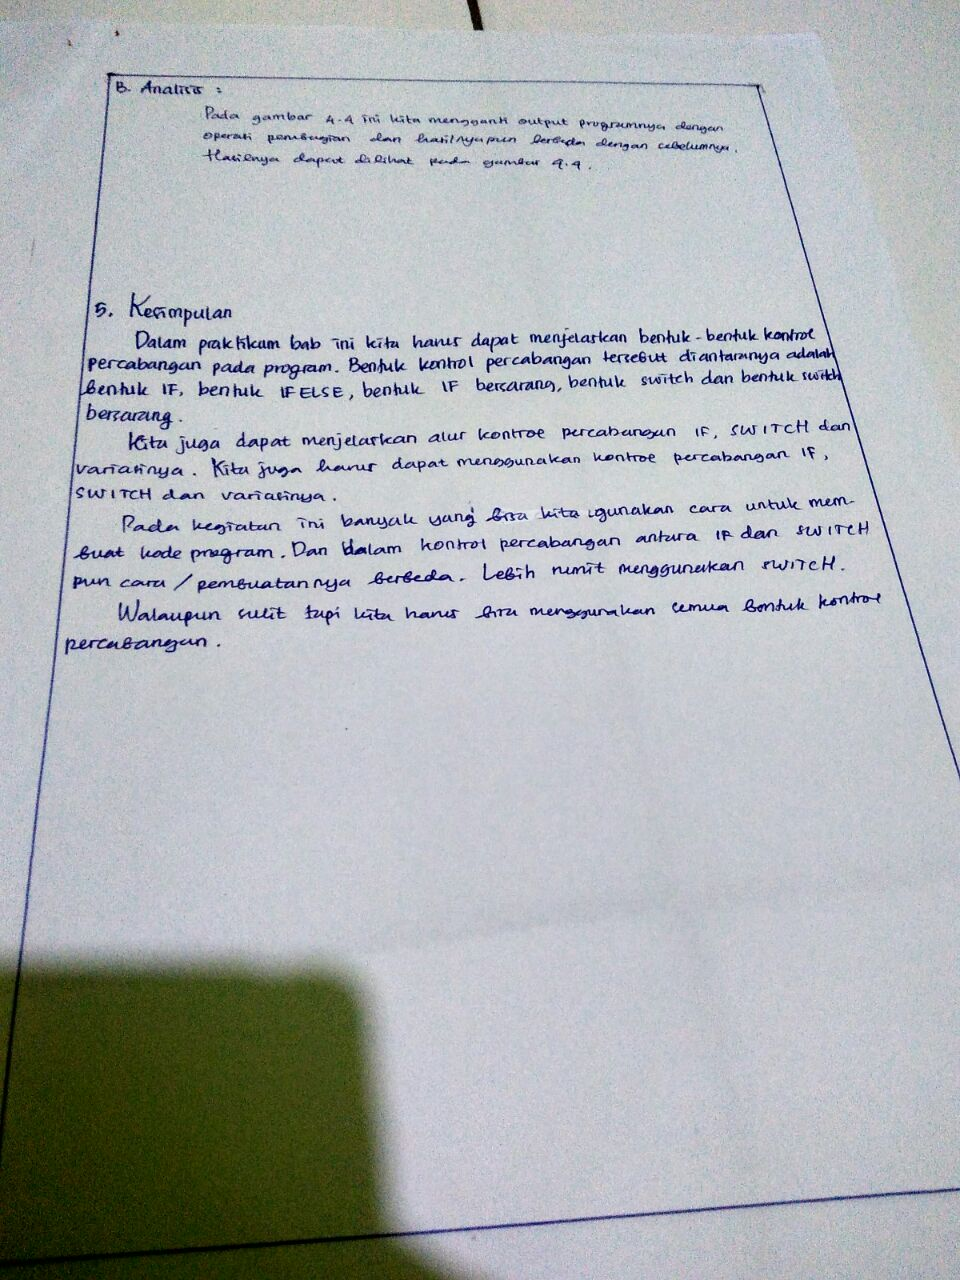 B. Analisis :
Pada gambar 4.4 ini kita mengganti output programnya dengan
operasi pembagian dan hasilnyapun berbeda dengan sebelumnya.
Hasilnya dapat dilihat pada gambar 4.4.
5. Kesimpulan
Dalam praktikum bab ini kita harus dapat menjelaskan bentuk-bentuk kontrol
percabangan pada program. Bentuk kontrol percabangan tersebut diantaranya adalah
bentuk IF, bentuk IF ELSE, bentuk IF bersarang, bentuk switch dan bentuk switch
bersarang.
Kita juga dapat menjelaskan alur kontrol percabangan IF, SWITCH dan
variasinya. Kita juga harus dapat menggunakan kontrol percabangan IF,
SWITCH dan variasinya.
Pada kegiatan ini banyak yang bisa kita gunakan cara untuk mem-
buat kode program. Dan dalam kontrol percabangan antara IF dan SWITCH
pun cara / pembuatannya berbeda. Lebih rumit menggunakan SWITCH.
Walaupun sulit tapi kita harus bisa menggunakan semua bentuk kontrol
percabangan.